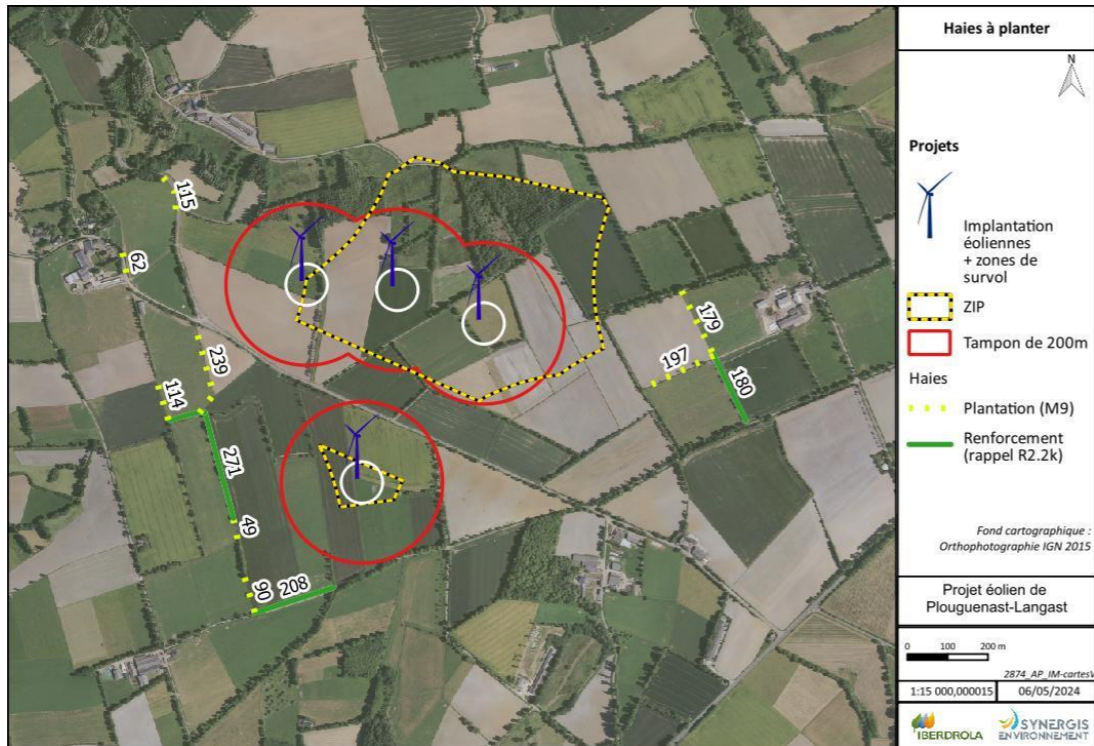 115
62
239
114
271
49
90
208
179
197
180
Haies à planter
N
Projets
Implantation
éoliennes
+ zones de
survol
ZIP
Tampon de 200m
Haies
Plantation (M9)
Renforcement
(rappel R2.2k)
Fond cartographique :
Orthophotographie IGN 2015
Projet éolien de
Plouguenast-Langast
0 100 200 m
2874_AP_IM-cartesV
1:15 000,000015 06/05/2024
IBERDROLA
SYNERGIS
ENVIRONNEMENT